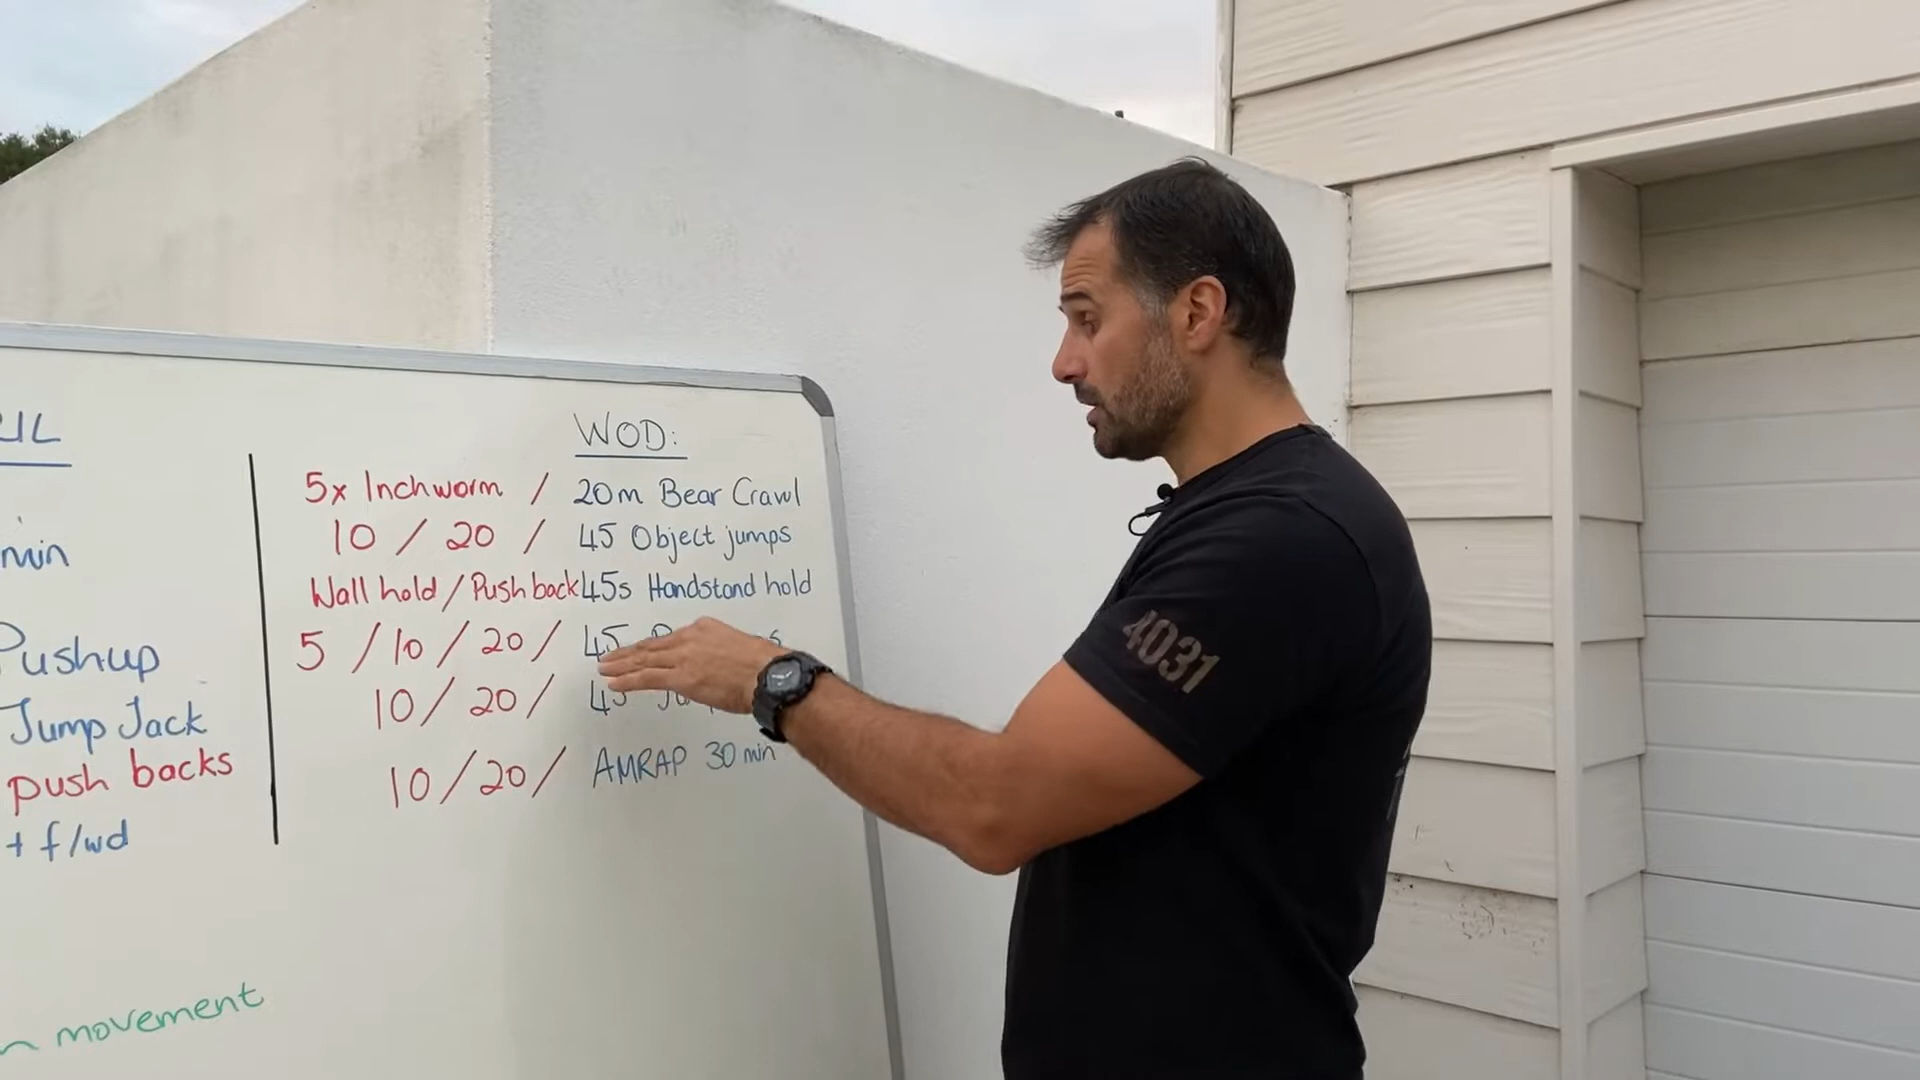 WOD:
5x Inchworm / 20m Bear Crawl
10 / 20 / 45 Object jumps
min
Wall hold / Push back 45s Handstand hold
Pushup
5 / 10 / 20 / 45
Jump Jack
10 / 20 / 45
push backs
10 / 20 / AMRAP 30 min
+ f/wd
movement
4031